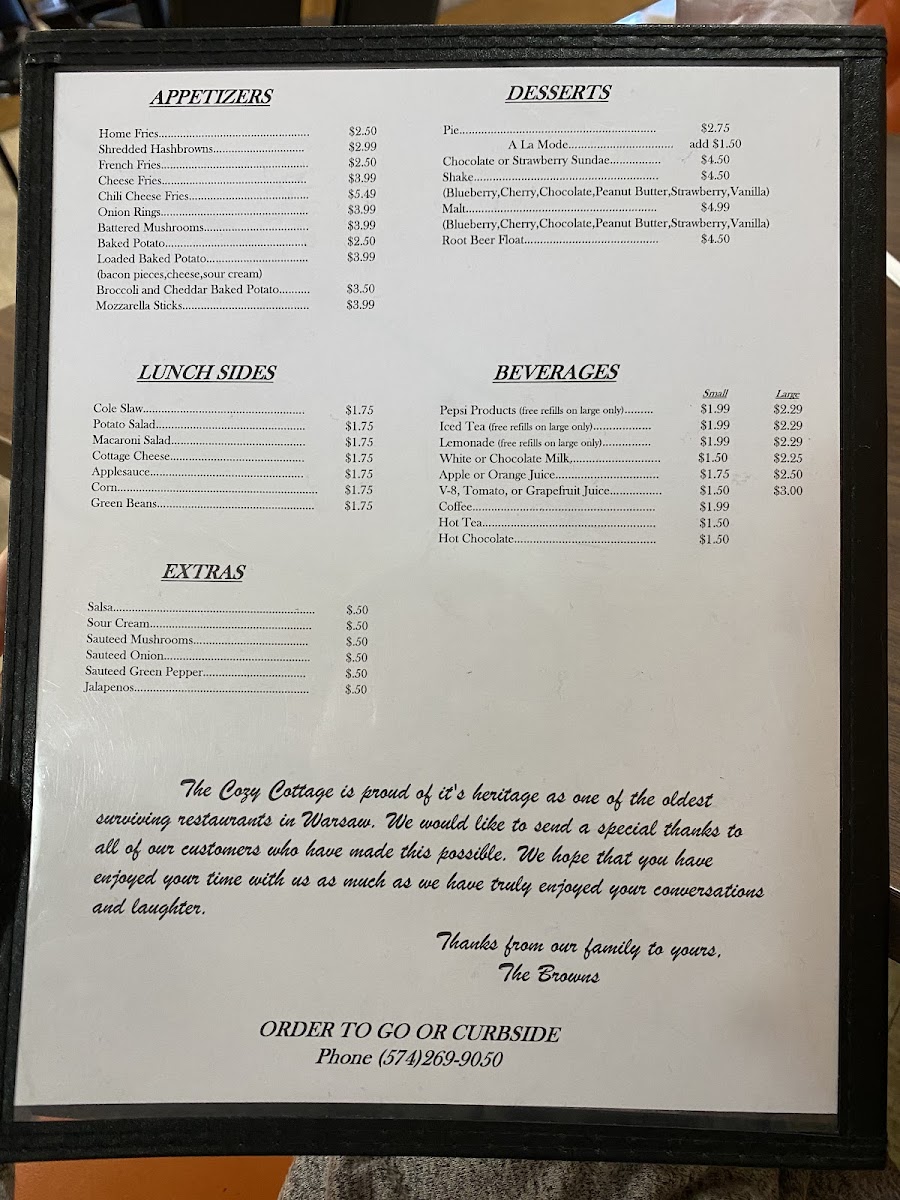 APPETIZERS
Home Fries................................................ $2.50
Shredded Hashbrowns............................. $2.99
French Fries............................................... $2.50
Cheese Fries.............................................. $3.99
Chili Cheese Fries...................................... $5.49
Onion Rings............................................... $3.99
Battered Mushrooms................................. $3.99
Baked Potato............................................. $2.50
Loaded Baked Potato................................ $3.99
(bacon pieces,cheese,sour cream)
Broccoli and Cheddar Baked Potato.......... $3.50
Mozzarella Sticks........................................ $3.99
LUNCH SIDES
Cole Slaw................................................... $1.75
Potato Salad............................................... $1.75
Macaroni Salad.......................................... $1.75
Cottage Cheese.......................................... $1.75
Applesauce................................................ $1.75
Corn............................................................... $1.75
Green Beans................................................. $1.75
EXTRAS
Salsa............................................................... $.50
Sour Cream................................................... $.50
Sauteed Mushrooms.................................... $.50
Sauteed Onion.............................................. $.50
Sauteed Green Pepper................................ $.50
Jalapenos....................................................... $.50
DESSERTS
Pie.............................................................. $2.75
A La Mode................................. add $1.50
Chocolate or Strawberry Sundae................ $4.50
Shake.......................................................... $4.50
(Blueberry,Cherry,Chocolate,Peanut Butter,Strawberry,Vanilla)
Malt............................................................ $4.99
(Blueberry,Cherry,Chocolate,Peanut Butter,Strawberry,Vanilla)
Root Beer Float.......................................... $4.50
BEVERAGES
Small Large
Pepsi Products (free refills on large only)......... $1.99 $2.29
Iced Tea (free refills on large only).................. $1.99 $2.29
Lemonade (free refills on large only)............... $1.99 $2.29
White or Chocolate Milk............................ $1.50 $2.25
Apple or Orange Juice................................. $1.75 $2.50
V-8, Tomato, or Grapefruit Juice................ $1.50 $3.00
Coffee.......................................................... $1.99
Hot Tea....................................................... $1.50
Hot Chocolate............................................. $1.50
The Cozy Cottage is proud of it's heritage as one of the oldest
surviving restaurants in Warsaw. We would like to send a special thanks to
all of our customers who have made this possible. We hope that you have
enjoyed your time with us as much as we have truly enjoyed your conversations
and laughter.
Thanks from our family to yours,
The Browns
ORDER TO GO OR CURBSIDE
Phone (574)269-9050